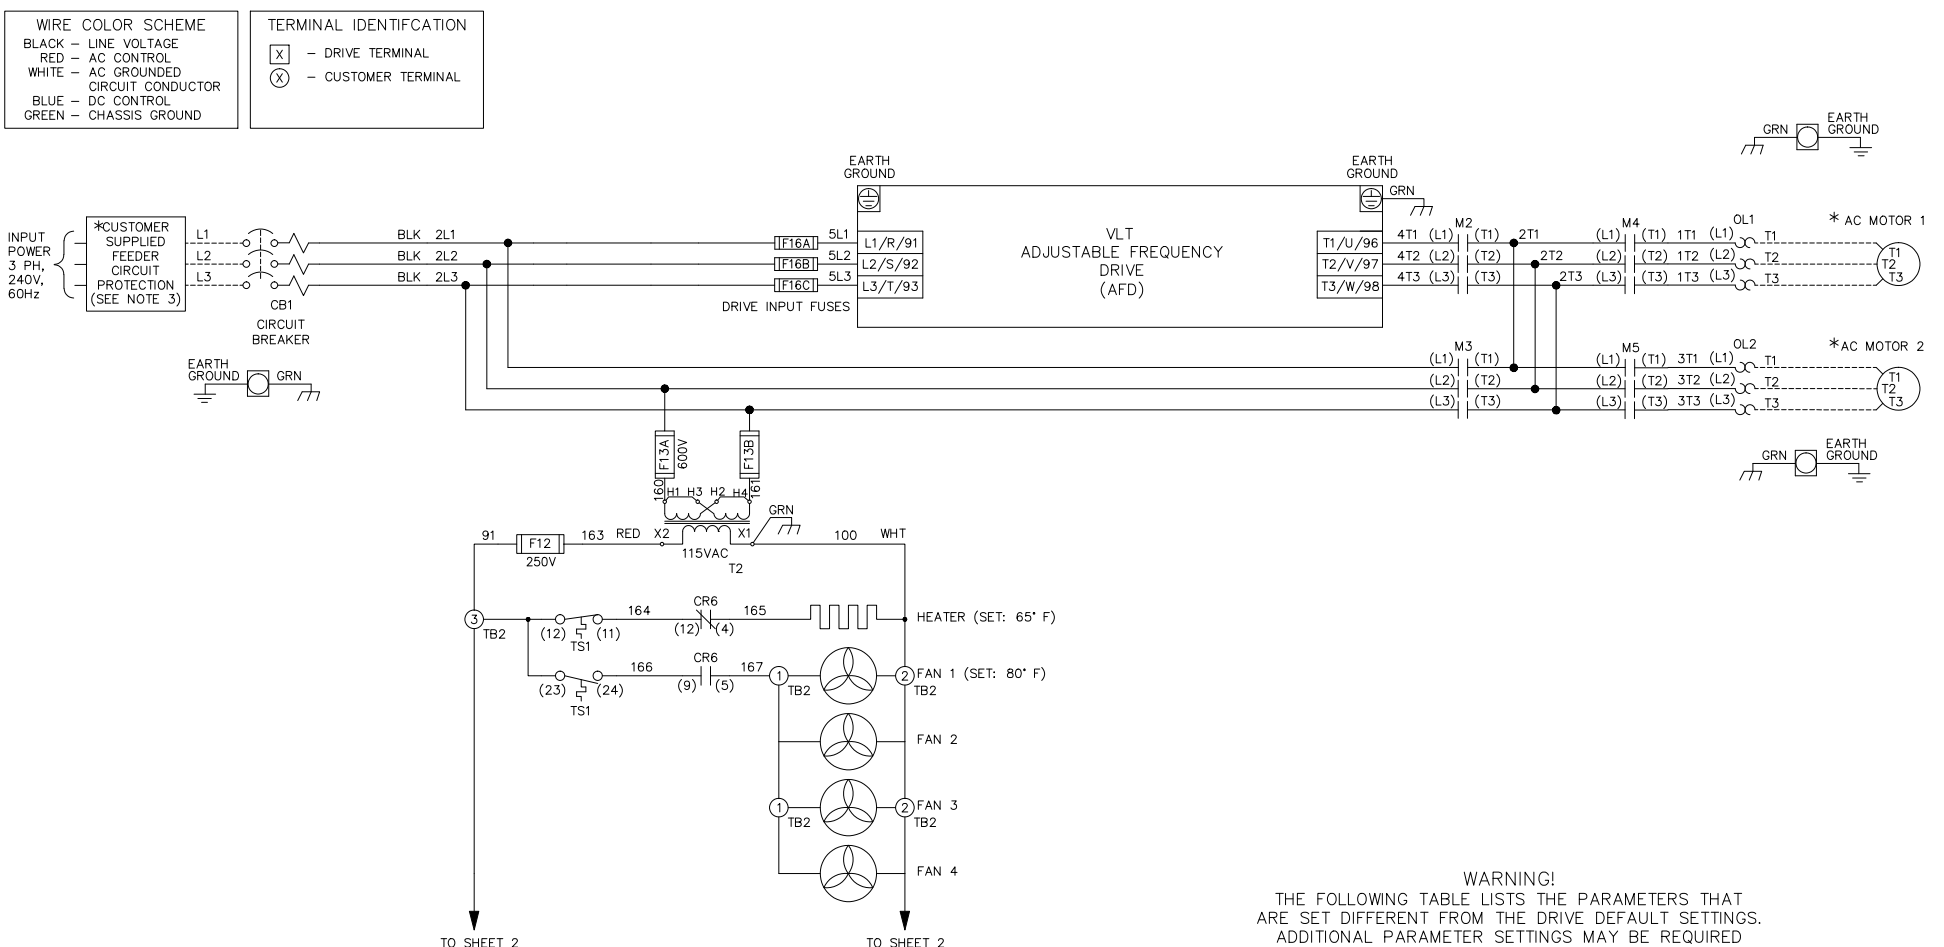 WIRE COLOR SCHEME
BLACK – LINE VOLTAGE
RED – AC CONTROL
WHITE – AC GROUNDED
CIRCUIT CONDUCTOR
BLUE – DC CONTROL
GREEN – CHASSIS GROUND
TERMINAL IDENTIFCATION
X – DRIVE TERMINAL
X – CUSTOMER TERMINAL
GRN
EARTH
GROUND
EARTH
GROUND
EARTH
GROUND
GRN
INPUT
POWER
3 PH,
240V,
60Hz
*CUSTOMER
SUPPLIED
FEEDER
CIRCUIT
PROTECTION
(SEE NOTE 3)
L1
L2
L3
CB1
CIRCUIT
BREAKER
BLK 2L1
BLK 2L2
BLK 2L3
F16A 5L1 L1/R/91
F16B 5L2 L2/S/92
F16C 5L3 L3/T/93
DRIVE INPUT FUSES
VLT
ADJUSTABLE FREQUENCY
DRIVE
(AFD)
M2 M4 OL1 * AC MOTOR 1
T1/U/96 4T1 (L1) (T1) 2T1 (L1) (T1) 1T1 (L1) T1
T2/V/97 4T2 (L2) (T2) 2T2 (L2) (T2) 1T2 (L2) T2
T3/W/98 4T3 (L3) (T3) 2T3 (L3) (T3) 1T3 (L3) T3
T1
T2
T3
EARTH
GROUND
GRN
M3 M5 OL2 *AC MOTOR 2
(L1) (T1) (L1) (T1) 3T1 (L1) T1
(L2) (T2) (L2) (T2) 3T2 (L2) T2
(L3) (T3) (L3) (T3) 3T3 (L3) T3
T1
T2
T3
GRN
EARTH
GROUND
F13A
600V
F13B
160
161
H1 H3 H2 H4
GRN
91 F12 163 RED X2 X1 100 WHT
250V
115VAC
T2
3
TB2
164 CR6 165
(12) (11) (12) (4)
TS1
HEATER (SET: 65° F)
166 CR6 167
(23) (24) (9) (5)
TS1
1
TB2
2
TB2
FAN 1 (SET: 80° F)
FAN 2
1
TB2
2
TB2
FAN 3
FAN 4
TO SHEET 2
TO SHEET 2
WARNING!
THE FOLLOWING TABLE LISTS THE PARAMETERS THAT
ARE SET DIFFERENT FROM THE DRIVE DEFAULT SETTINGS.
ADDITIONAL PARAMETER SETTINGS MAY BE REQUIRED